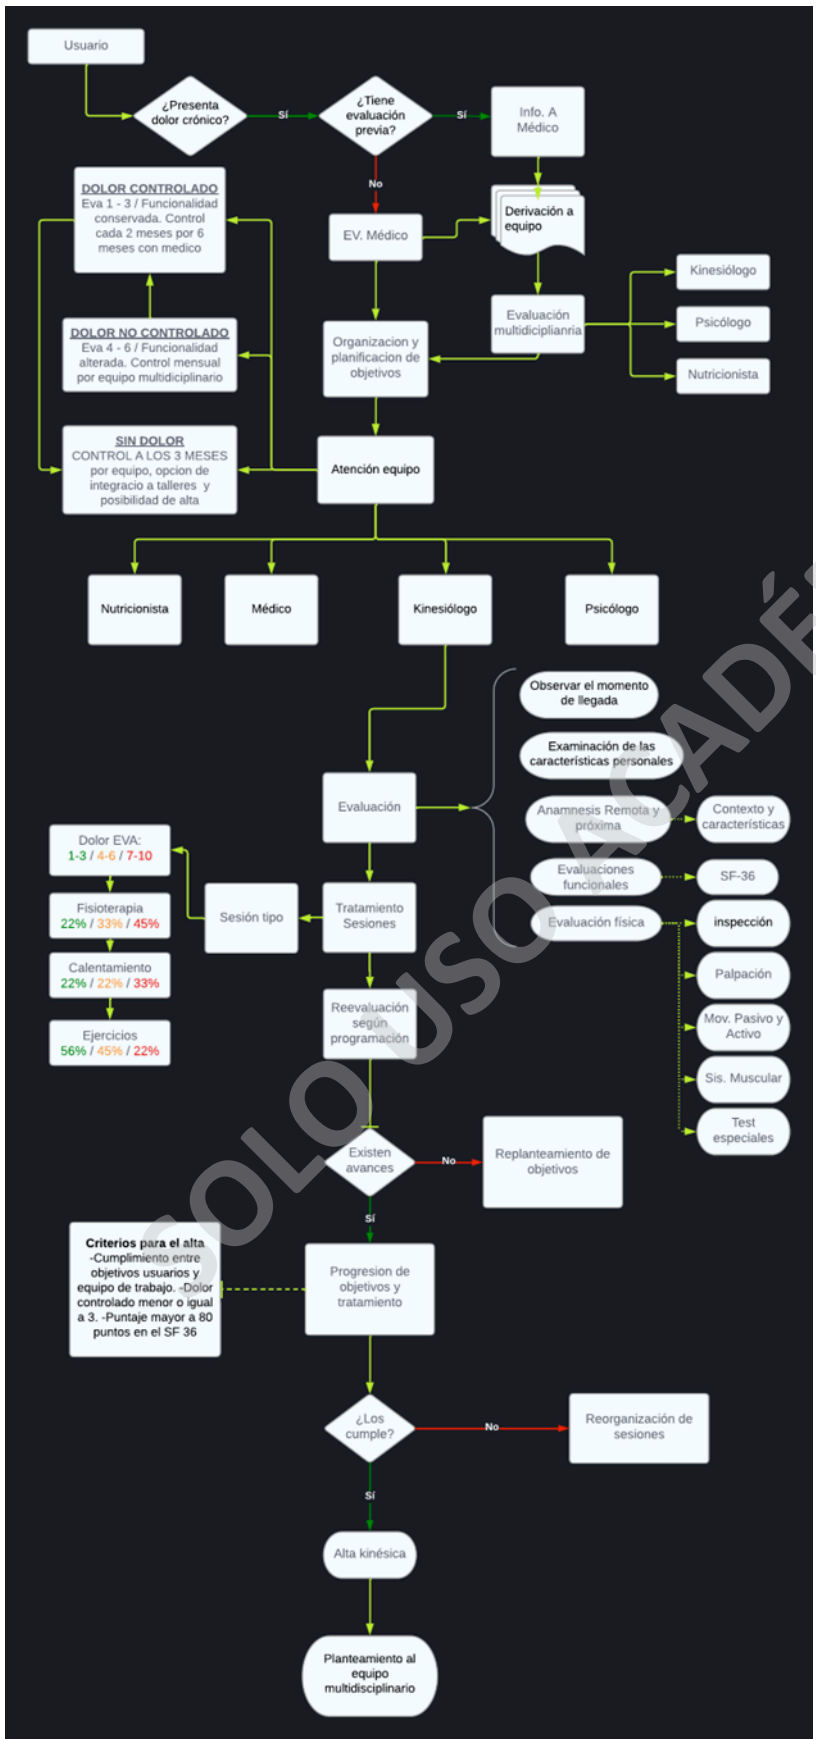 Usuario
¿Presenta
dolor crónico?
Sí
¿Tiene
evaluación
previa?
Sí
Info. A
Médico
No
DOLOR CONTROLADO
Eva 1 - 3 / Funcionalidad
conservada. Control
cada 2 meses por 6
meses con medico
EV. Médico
Derivación a
equipo
Kinesiólogo
Psicólogo
Nutricionista
DOLOR NO CONTROLADO
Eva 4 - 6 / Funcionalidad
alterada. Control mensual
por equipo multidiciplinario
Organizacion y
planificacion de
objetivos
Evaluación
multidiciplianria
SIN DOLOR
CONTROL A LOS 3 MESES
por equipo, opcion de
integracio a talleres y
posibilidad de alta
Atención equipo
Nutricionista
Médico
Kinesiólogo
Psicólogo
Observar el momento
de llegada
Examinación de las
características personales
Evaluación
Anamnesis Remota y
próxima
Contexto y
características
Evaluaciones
funcionales
SF-36
Evaluación física
inspección
Palpación
Mov. Pasivo y
Activo
Sis. Muscular
Test
especiales
Dolor EVA:
1-3 / 4-6 / 7-10
Fisioterapia
22% / 33% / 45%
Calentamiento
22% / 22% / 33%
Ejercicios
56% / 45% / 22%
Sesión tipo
Tratamiento
Sesiones
Reevaluación
según
programación
Existen
avances
No
Replanteamiento de
objetivos
Sí
Criterios para el alta
-Cumplimiento entre
objetivos usuarios y
equipo de trabajo. -Dolor
controlado menor o igual
a 3. -Puntaje mayor a 80
puntos en el SF 36
Progresion de
objetivos y
tratamiento
¿Los
cumple?
No
Reorganización de
sesiones
Sí
Alta kinésica
Planteamiento al
equipo
multidisciplinario
SOLO USO ACADÉ